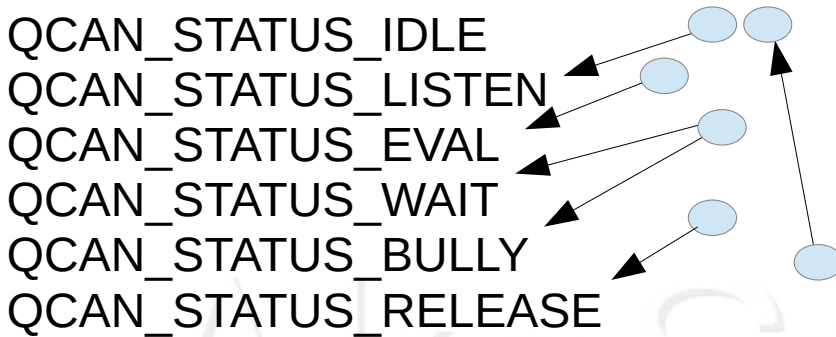 QCAN_STATUS_IDLE
QCAN_STATUS_LISTEN
QCAN_STATUS_EVAL
QCAN_STATUS_WAIT
QCAN_STATUS_BULLY
QCAN_STATUS_RELEASE